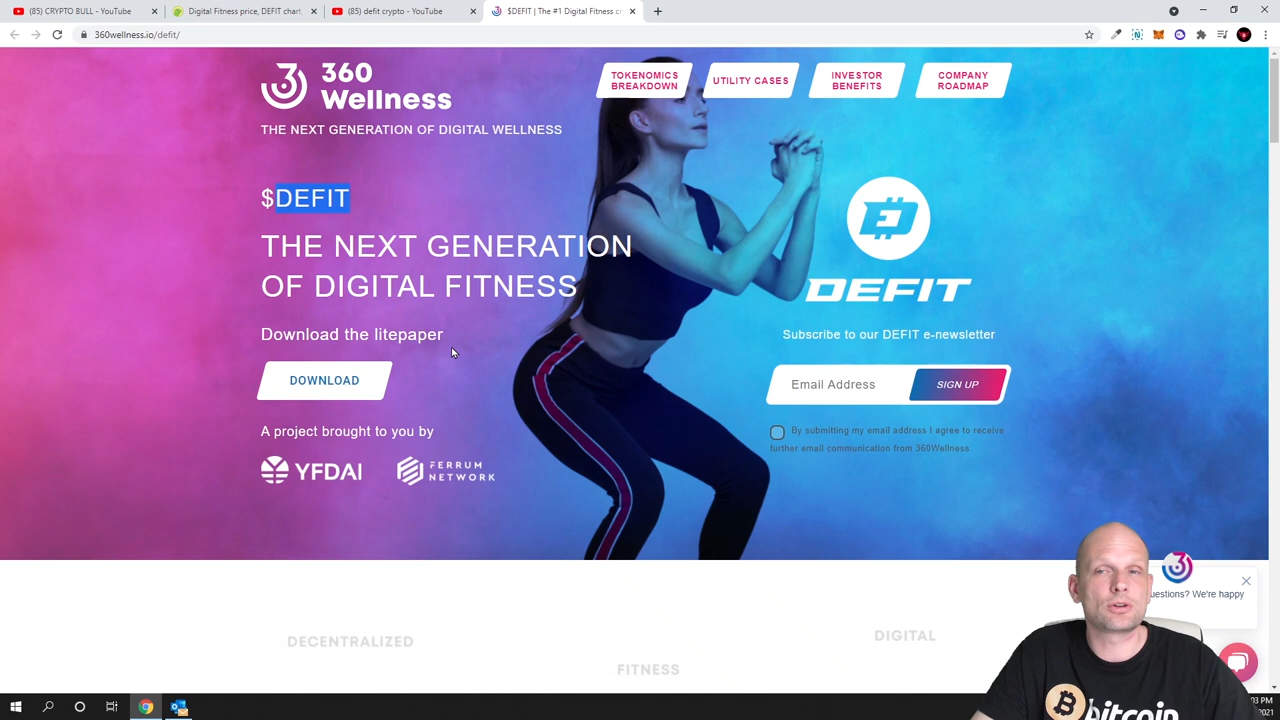 (85) CRYPTO BULL - YouTube
Digital Fitness price, DEFIT chart,
(85) defit crypto - YouTube
$DEFIT | The #1 Digital Fitness c
360wellness.io/defit/
360
Wellness
THE NEXT GENERATION OF DIGITAL WELLNESS
TOKENOMICS
BREAKDOWN
UTILITY CASES
INVESTOR
BENEFITS
COMPANY
ROADMAP
$DEFIT
THE NEXT GENERATION
OF DIGITAL FITNESS
Download the litepaper
DOWNLOAD
A project brought to you by
YFDAI
FERRUM
NETWORK
DEFIT
Subscribe to our DEFIT e-newsletter
Email Address
SIGN UP
By submitting my email address I agree to receive
further email communication from 360Wellness.
uestions? We're happy
DECENTRALIZED
FITNESS
DIGITAL
bitcoin
:03 PM
2021